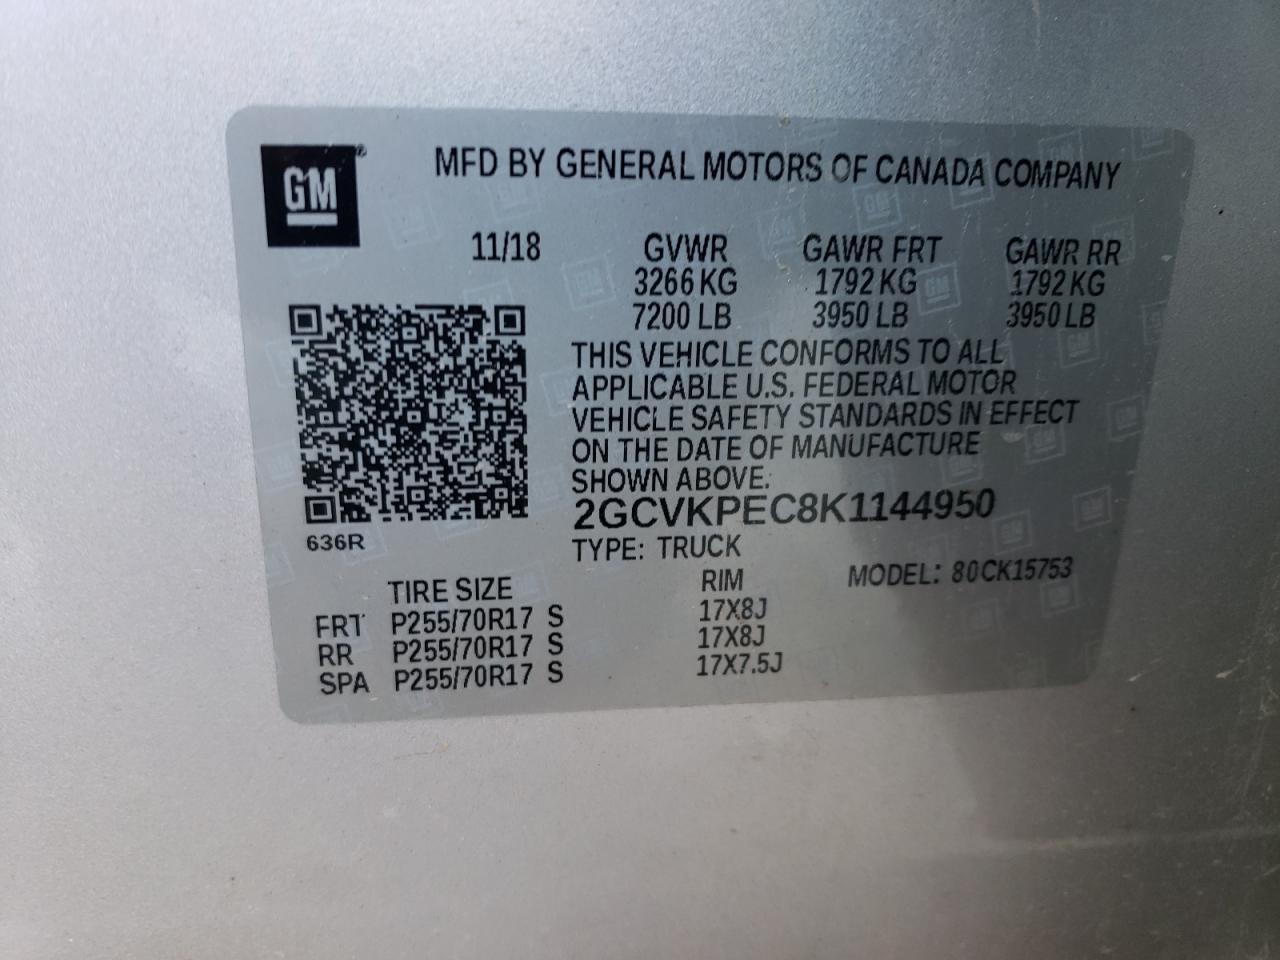 GM®
MFD BY GENERAL MOTORS OF CANADA COMPANY
11/18 GVWR GAWR FRT GAWR RR
3266 KG 1792 KG 1792 KG
7200 LB 3950 LB 3950 LB
THIS VEHICLE CONFORMS TO ALL
APPLICABLE U.S. FEDERAL MOTOR
VEHICLE SAFETY STANDARDS IN EFFECT
ON THE DATE OF MANUFACTURE
SHOWN ABOVE.
2GCVKPEC8K1144950
636R
TYPE: TRUCK
MODEL: 80CK15753
TIRE SIZE RIM
FRT P255/70R17 S 17X8J
RR P255/70R17 S 17X8J
SPA P255/70R17 S 17X7.5J